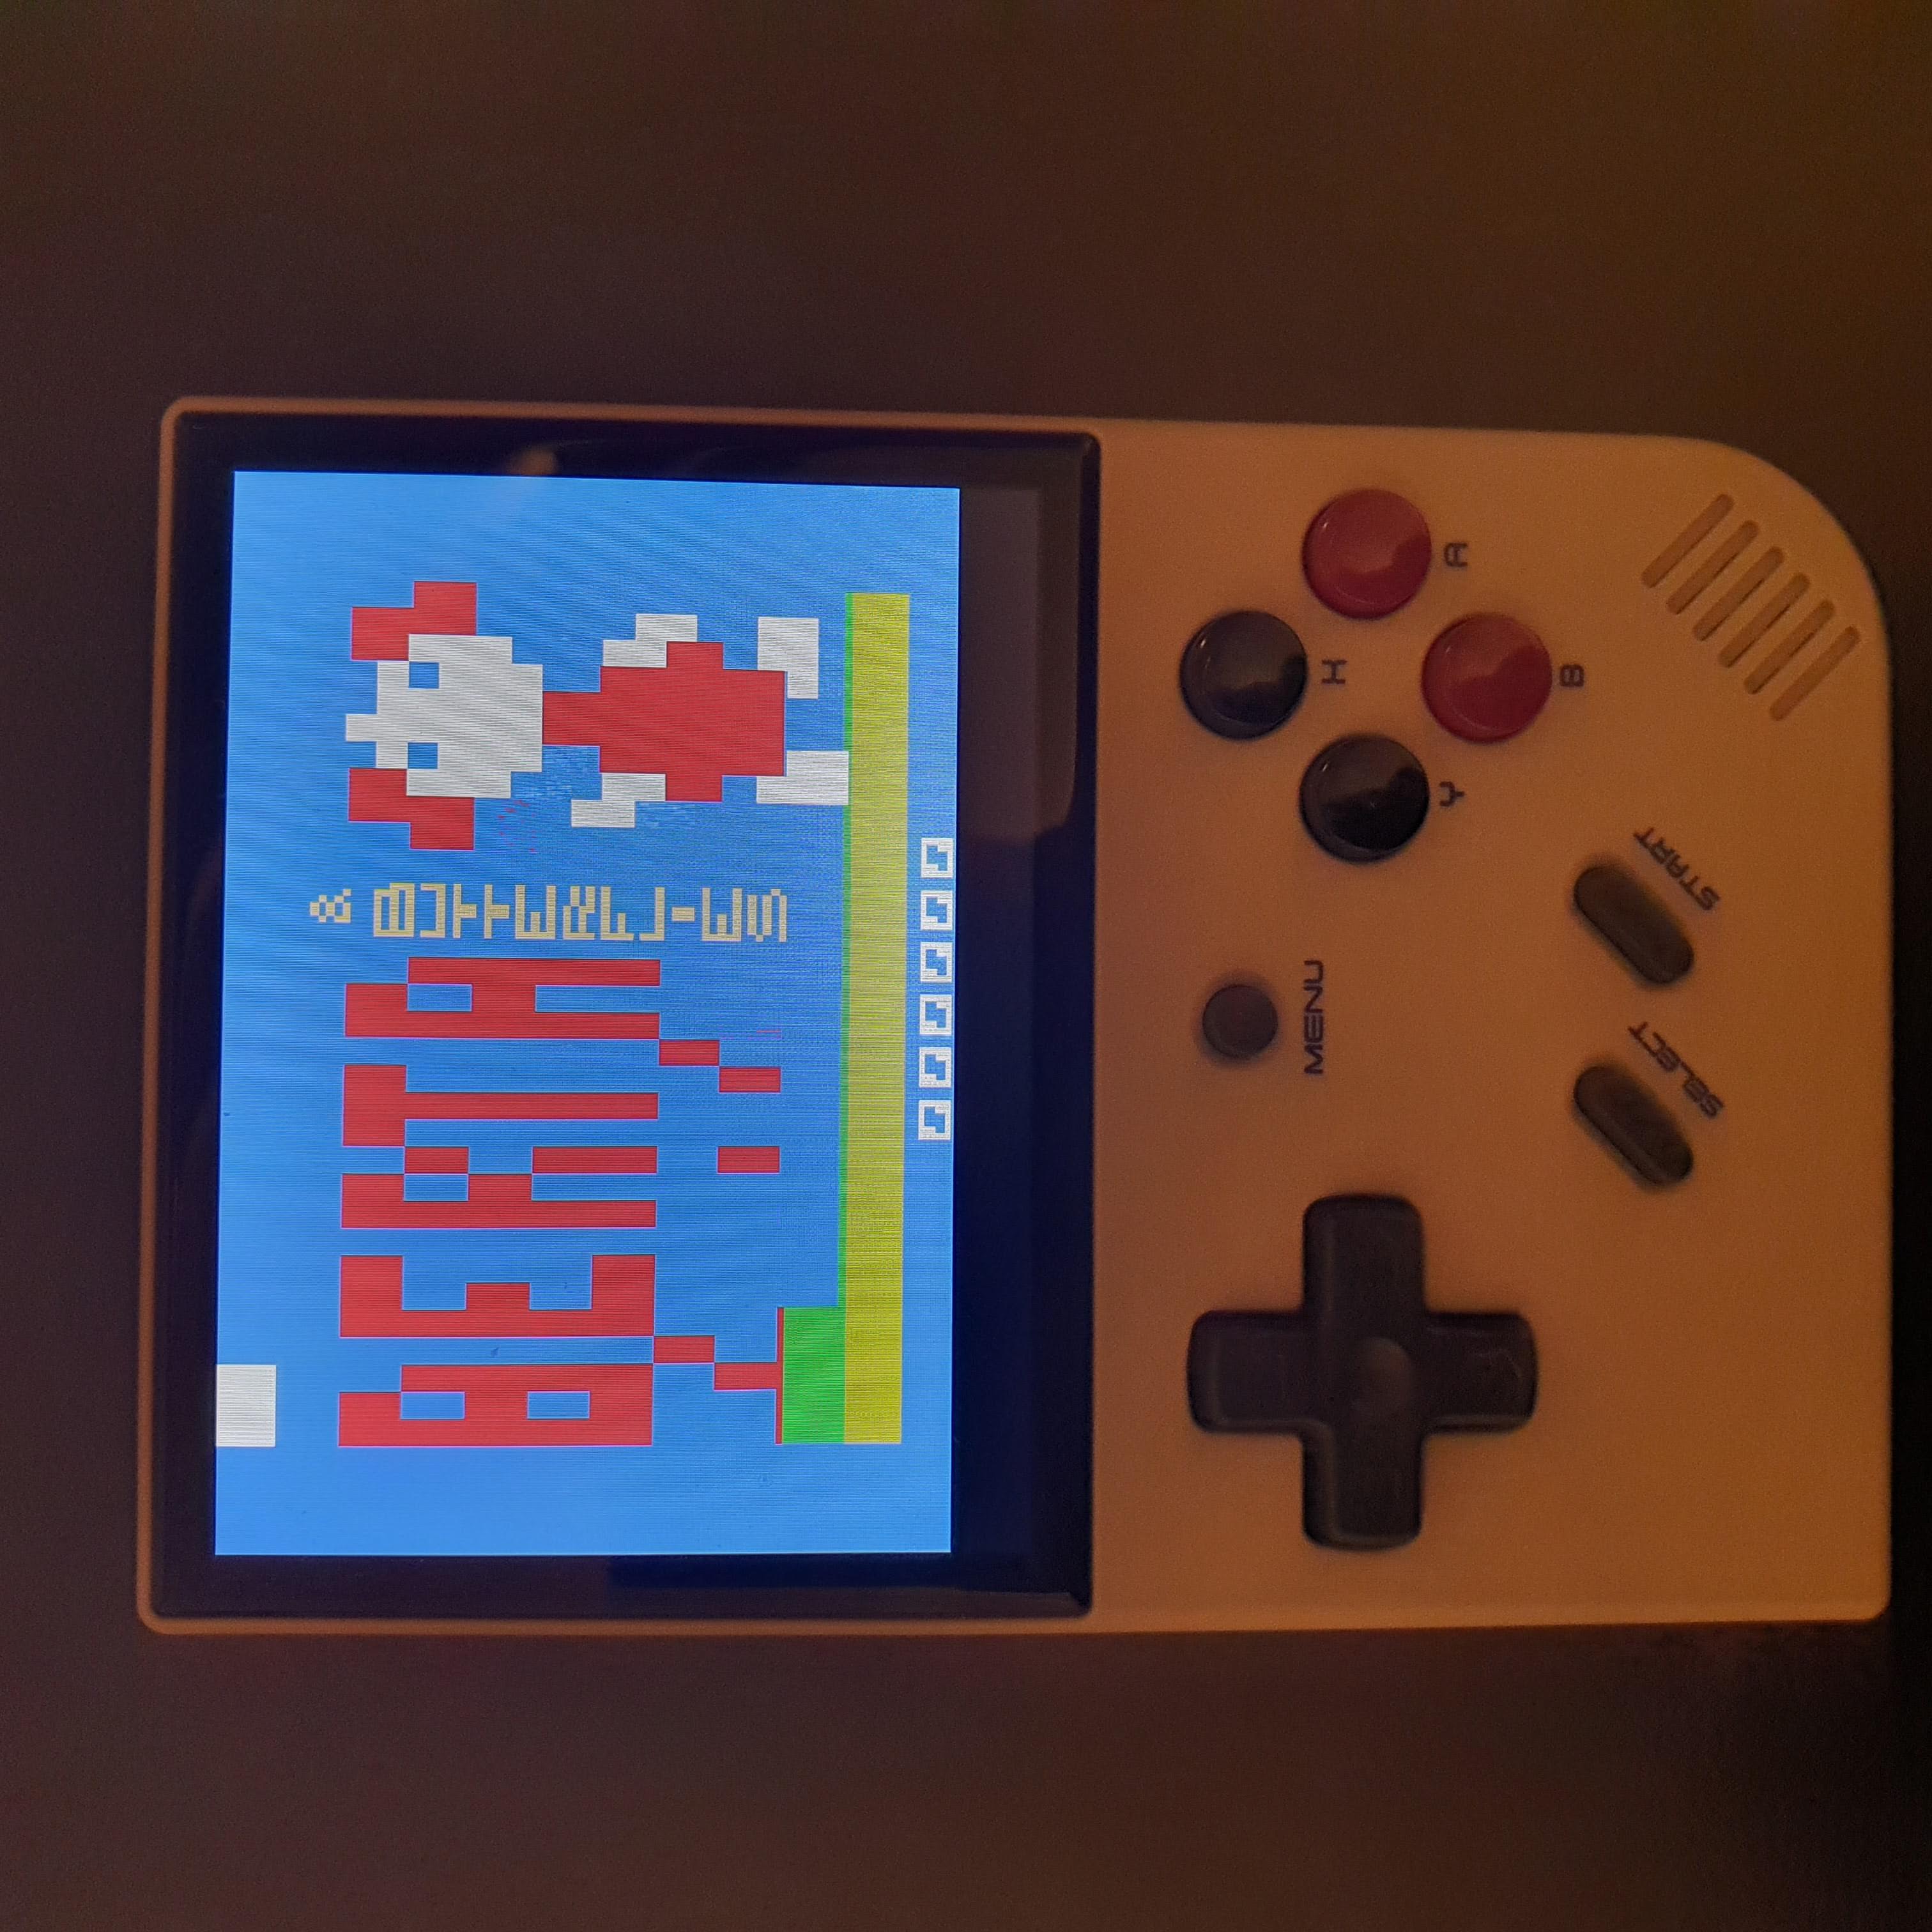 BERTA
& BUTTERFLIES
MENU
X
Y
A
B
SELECT
START